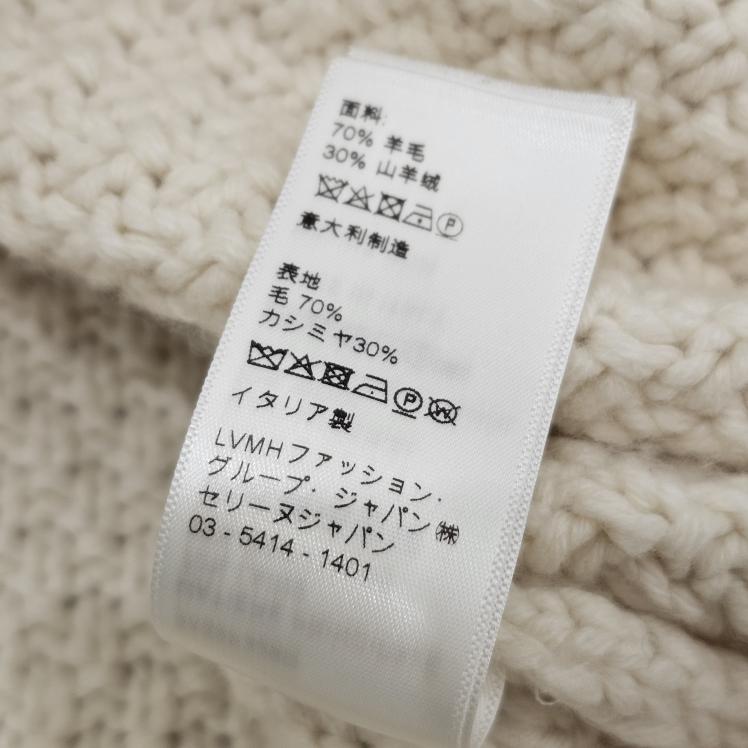 面料:
70% 羊毛
30% 山羊绒
P
意大利制造
表地
毛 70%
カシミヤ30%
P W
イタリア製
LVMHファッション・
グループ・ジャパン㈱
セリーヌジャパン
03 - 5414 - 1401